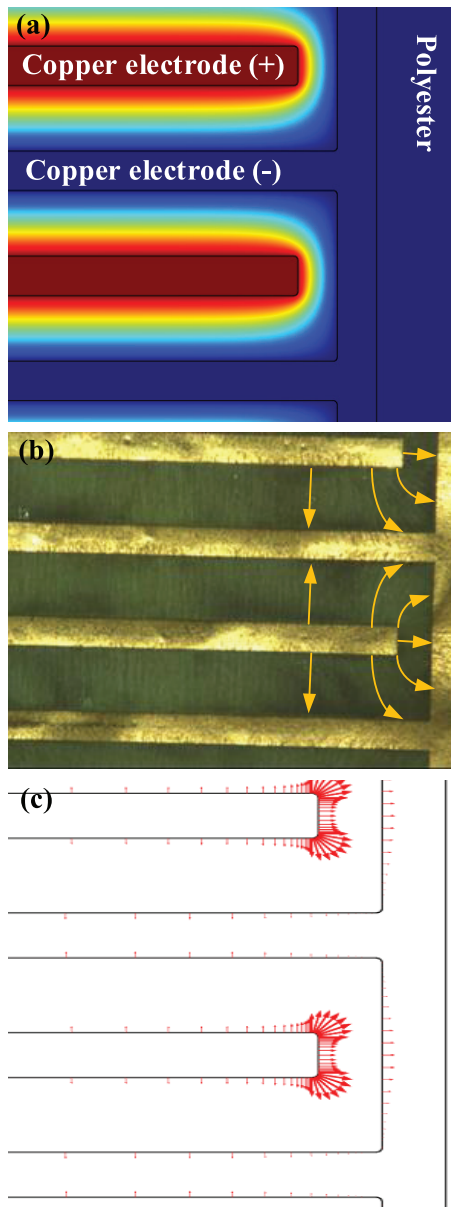 (a)
Copper electrode (+)
Copper electrode (-)
Polyester
(b)
(c)